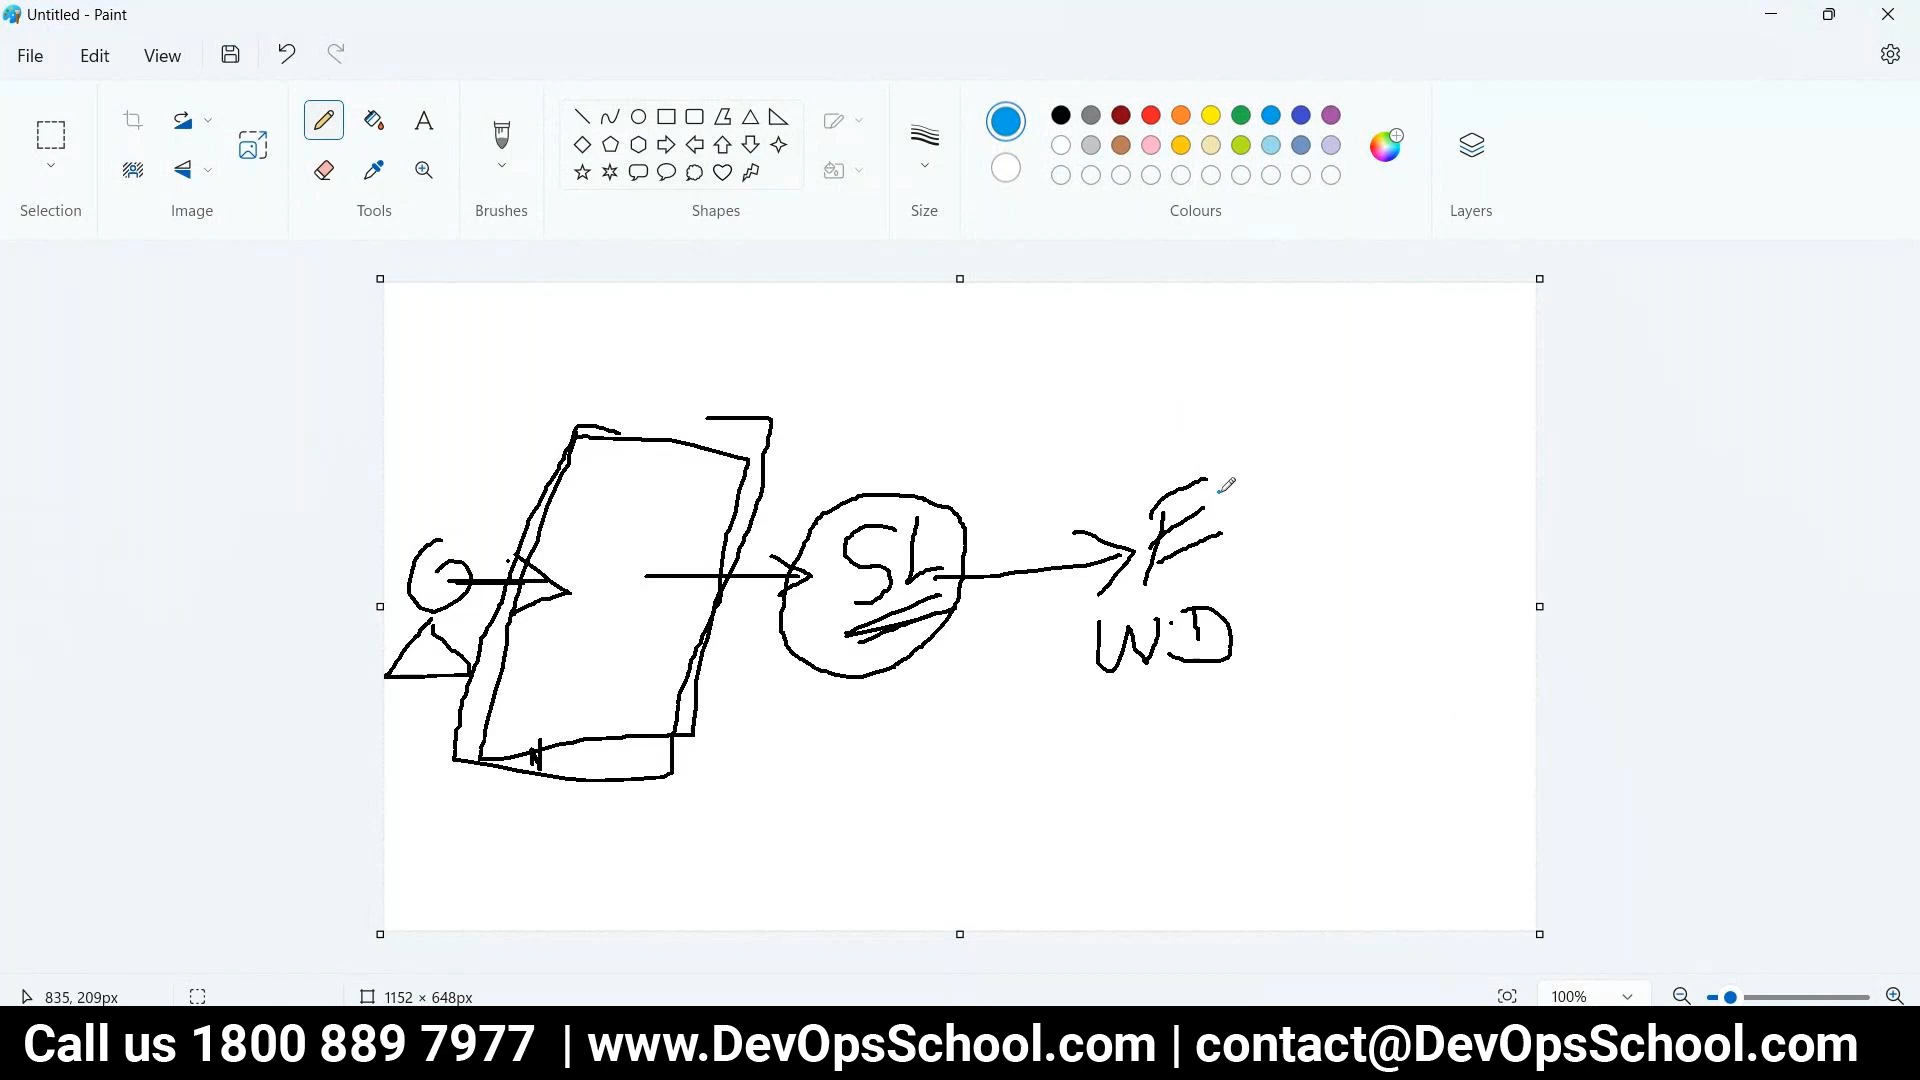 Untitled - Paint
File Edit View
Selection Image Tools Brushes Shapes Size Colours Layers
SL
E
WD
N
835, 209px 1152 × 648px 100%
Call us 1800 889 7977 | www.DevOpsSchool.com | contact@DevOpsSchool.com